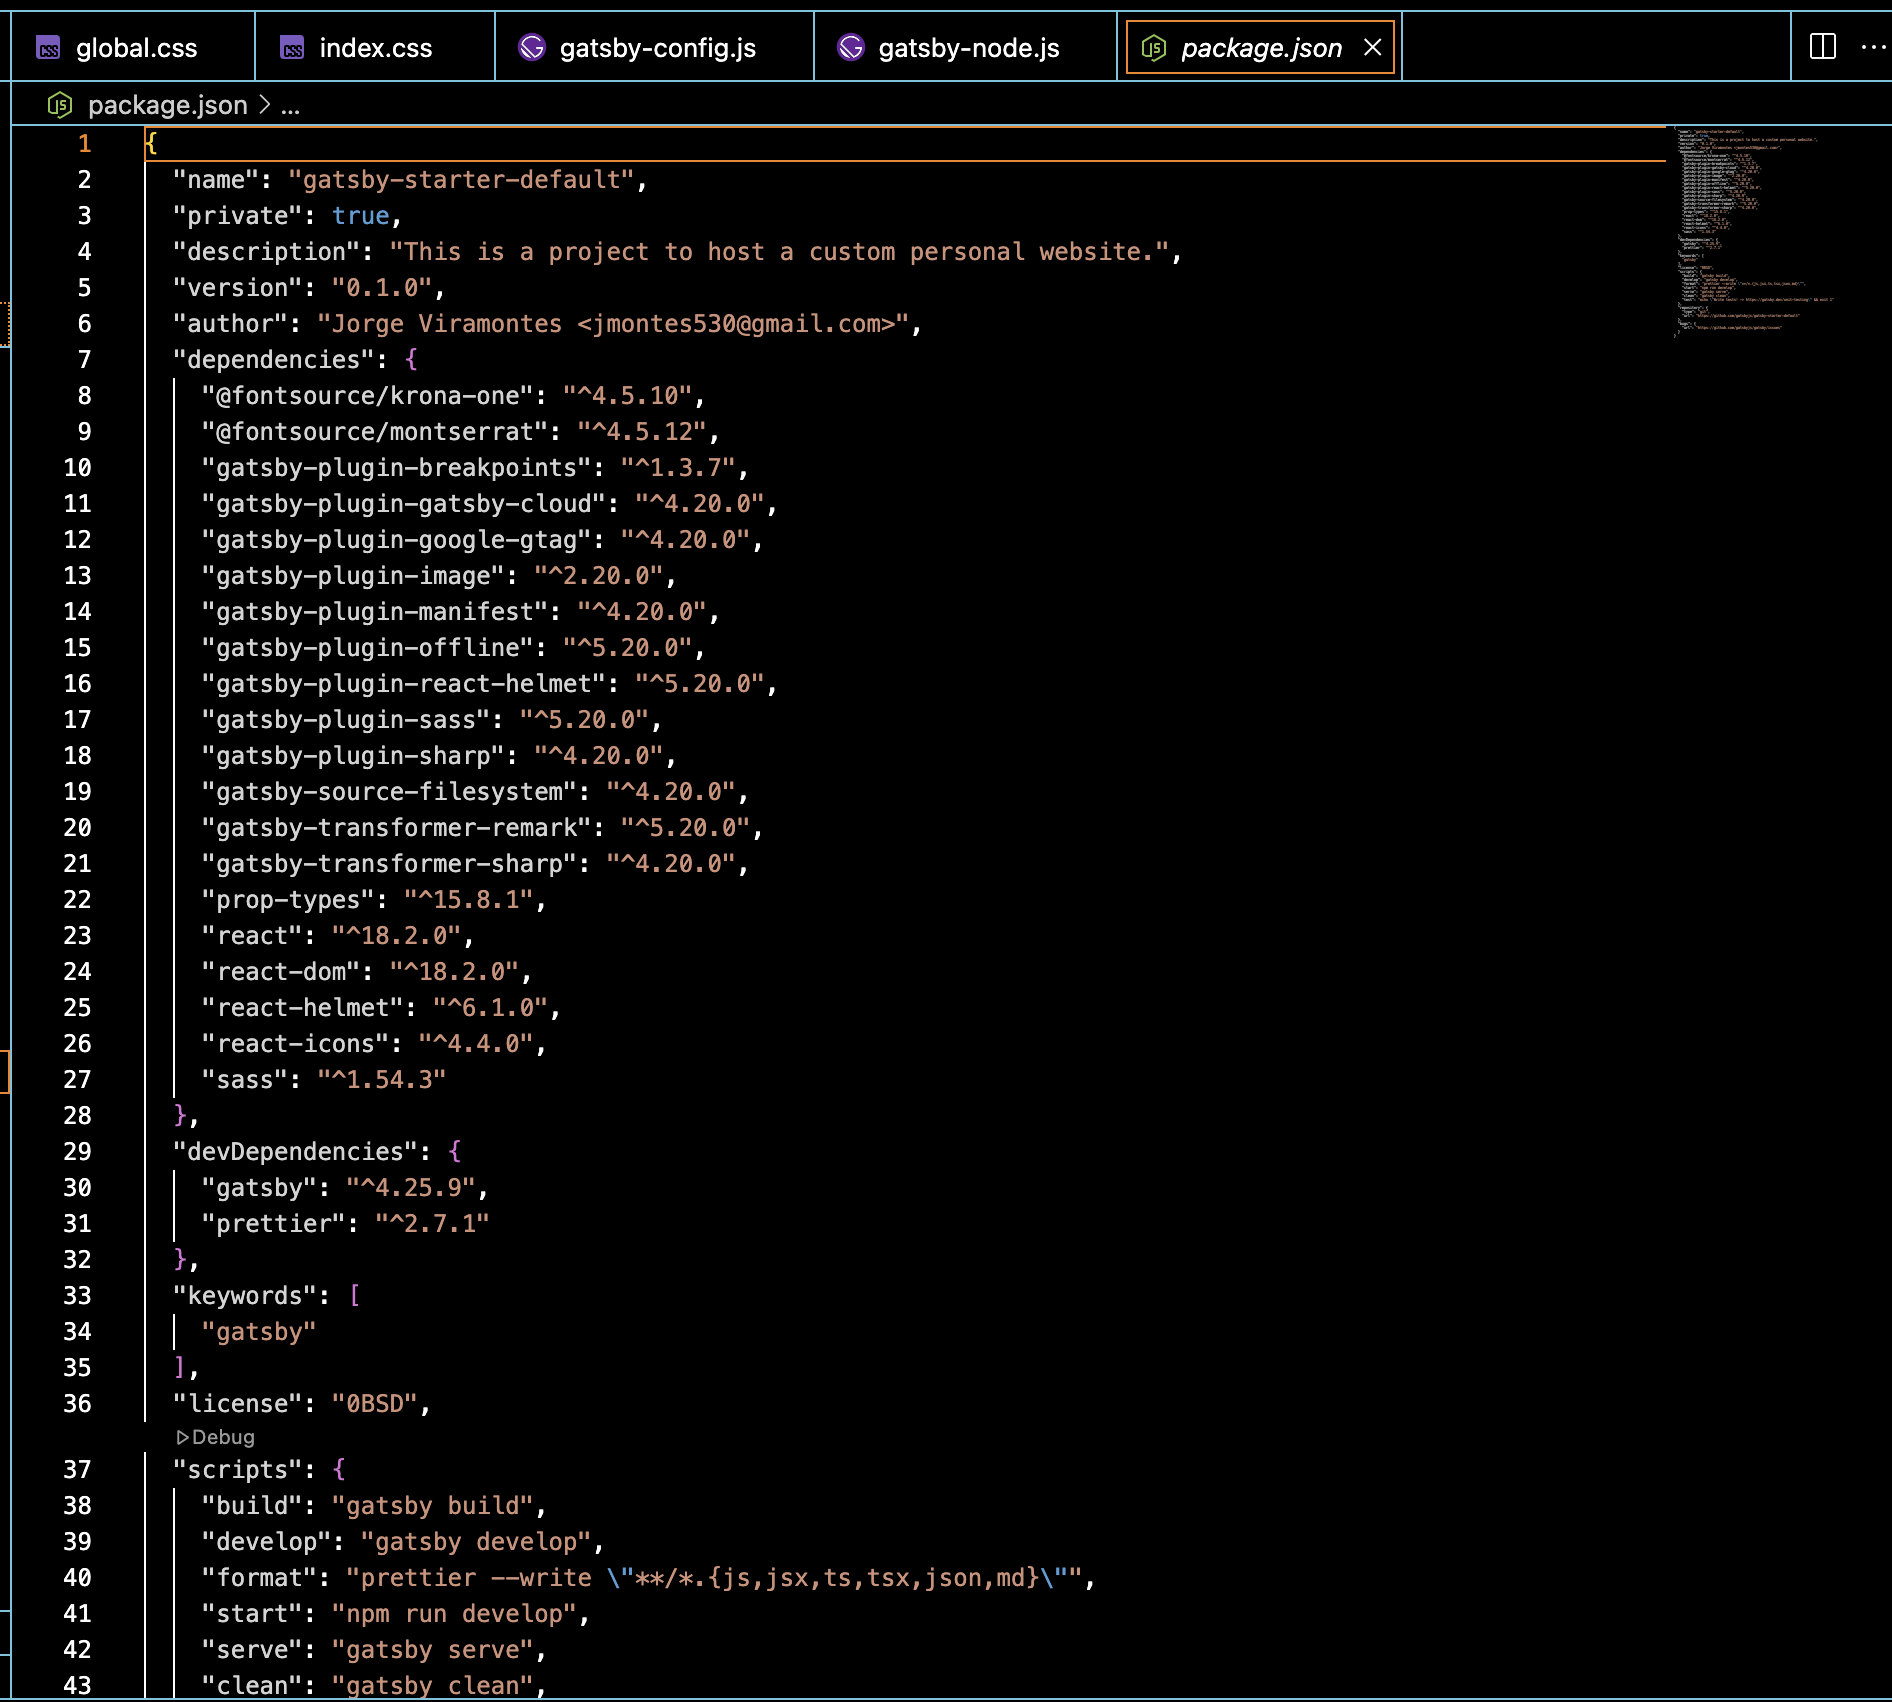 global.css index.css gatsby-config.js gatsby-node.js package.json
package.json > ...
1 {
2 "name": "gatsby-starter-default",
3 "private": true,
4 "description": "This is a project to host a custom personal website.",
5 "version": "0.1.0",
6 "author": "Jorge Viramontes <jmontes530@gmail.com>",
7 "dependencies": {
8 "@fontsource/krona-one": "^4.5.10",
9 "@fontsource/montserrat": "^4.5.12",
10 "gatsby-plugin-breakpoints": "^1.3.7",
11 "gatsby-plugin-gatsby-cloud": "^4.20.0",
12 "gatsby-plugin-google-gtag": "^4.20.0",
13 "gatsby-plugin-image": "^2.20.0",
14 "gatsby-plugin-manifest": "^4.20.0",
15 "gatsby-plugin-offline": "^5.20.0",
16 "gatsby-plugin-react-helmet": "^5.20.0",
17 "gatsby-plugin-sass": "^5.20.0",
18 "gatsby-plugin-sharp": "^4.20.0",
19 "gatsby-source-filesystem": "^4.20.0",
20 "gatsby-transformer-remark": "^5.20.0",
21 "gatsby-transformer-sharp": "^4.20.0",
22 "prop-types": "^15.8.1",
23 "react": "^18.2.0",
24 "react-dom": "^18.2.0",
25 "react-helmet": "^6.1.0",
26 "react-icons": "^4.4.0",
27 "sass": "^1.54.3"
28 },
29 "devDependencies": {
30 "gatsby": "^4.25.9",
31 "prettier": "^2.7.1"
32 },
33 "keywords": [
34 "gatsby"
35 ],
36 "license": "0BSD",
Debug
37 "scripts": {
38 "build": "gatsby build",
39 "develop": "gatsby develop",
40 "format": "prettier --write \"**/*.{js,jsx,ts,tsx,json,md}\"",
41 "start": "npm run develop",
42 "serve": "gatsby serve",
43 "clean": "gatsby clean",